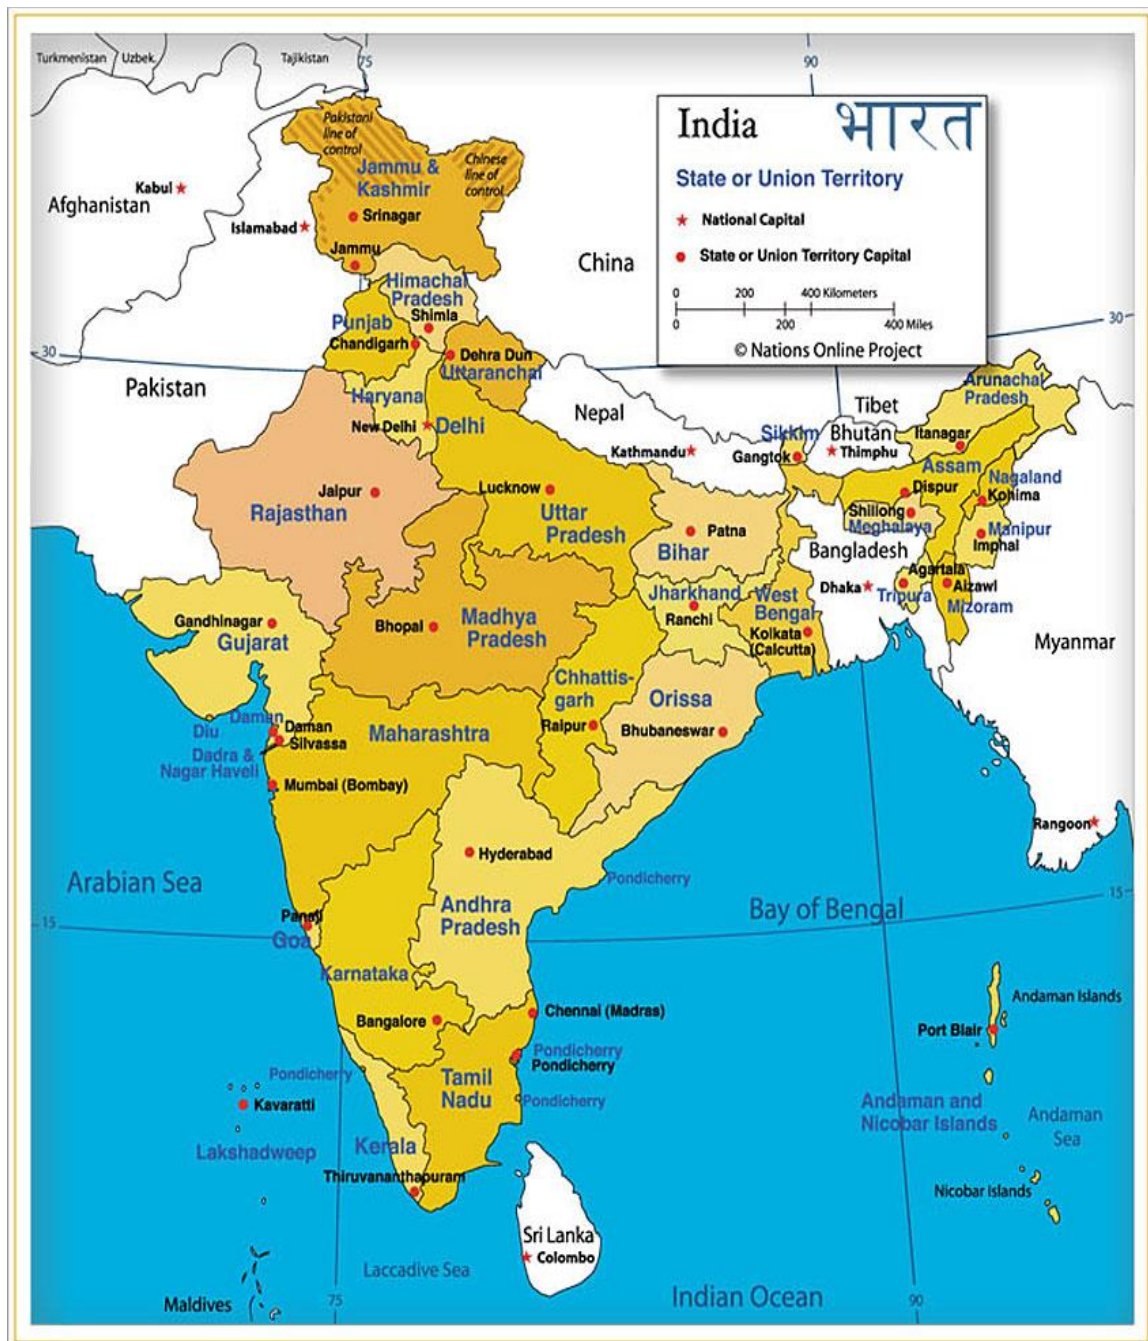 Turkmenistan
Uzbek.
Tajikistan
75
90
India
भारत
State or Union Territory
National Capital
State or Union Territory Capital
0 200 400 Kilometers
0 200 400 Miles
© Nations Online Project
Pakistani
line of
control
Chinese
line of
control
Jammu &
Kashmir
Srinagar
Jammu
Kabul
Afghanistan
Islamabad
China
Himachal
Pradesh
Shimla
Punjab
Chandigarh
30
30
Dehra Dun
Uttaranchal
Pakistan
Haryana
New Delhi
Delhi
Nepal
Kathmandu
Tibet
Bhutan
Thimphu
Sikkim
Gangtok
Arunachal
Pradesh
Itanagar
Assam
Dispur
Nagaland
Kohima
Shillong
Meghalaya
Manipur
Imphal
Jaipur
Rajasthan
Lucknow
Uttar
Pradesh
Patna
Bihar
Bangladesh
Dhaka
Agartala
Tripura
Aizawl
Mizoram
Jharkhand
Ranchi
West
Bengal
Kolkata
(Calcutta)
Myanmar
Gandhinagar
Gujarat
Bhopal
Madhya
Pradesh
Chhattis-
garh
Raipur
Orissa
Bhubaneswar
Daman
Diu
Daman
Silvassa
Dadra &
Nagar Haveli
Maharashtra
Mumbai (Bombay)
Rangoon
Hyderabad
Pondicherry
Arabian Sea
Andhra
Pradesh
Bay of Bengal
15
15
Panaji
Goa
Karnataka
Andaman Islands
Port Blair
Bangalore
Chennai (Madras)
Pondicherry
Pondicherry
Pondicherry
Pondicherry
Tamil
Nadu
Kavaratti
Lakshadweep
Kerala
Thiruvananthapuram
Andaman and
Nicobar Islands
Andaman
Sea
Nicobar Islands
Sri Lanka
Colombo
Laccadive Sea
Indian Ocean
Maldives
75
90